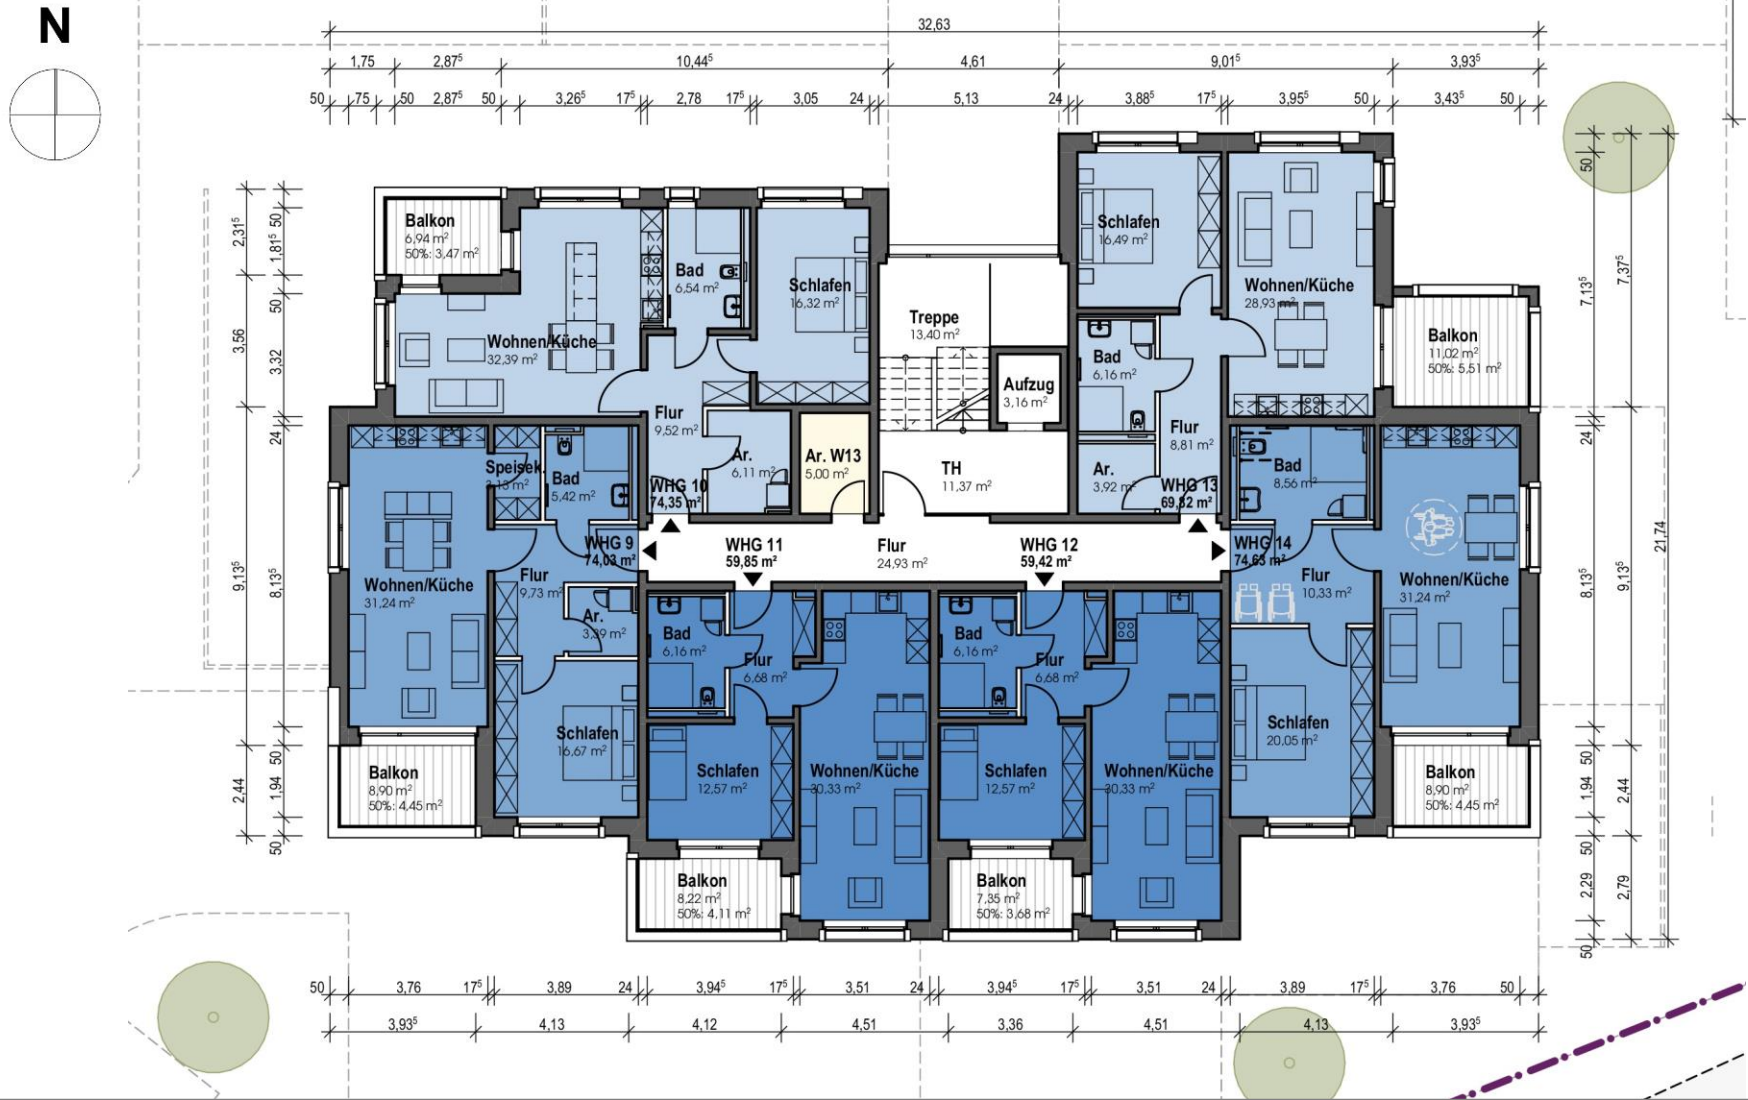 N
32,63
1,75 2,87⁵ 10,44⁵ 4,61 9,01⁵ 3,93⁵
50 75 50 2,87⁵ 50 3,26⁵ 17⁵ 2,78 17⁵ 3,05 24 5,13 24 3,88⁵ 17⁵ 3,95⁵ 50 3,43⁵ 50
Balkon
6,94 m²
50%: 3,47 m²
Bad
6,54 m²
Schlafen
16,32 m²
Wohnen/Küche
32,39 m²
Flur
9,52 m²
Ar.
6,11 m²
WHG 10
74,35 m²
Ar. W13
5,00 m²
Treppe
13,40 m²
Aufzug
3,16 m²
TH
11,37 m²
Schlafen
16,49 m²
Wohnen/Küche
28,93 m²
Balkon
11,02 m²
50%: 5,51 m²
Bad
6,16 m²
Flur
8,81 m²
Ar.
3,92 m²
WHG 13
69,82 m²
Speisek.
3,13 m²
Bad
5,42 m²
WHG 9
74,03 m²
Wohnen/Küche
31,24 m²
Flur
9,73 m²
Ar.
3,39 m²
Schlafen
16,67 m²
Balkon
8,90 m²
50%: 4,45 m²
WHG 11
59,85 m²
Flur
24,93 m²
WHG 12
59,42 m²
Bad
6,16 m²
Flur
6,68 m²
Schlafen
12,57 m²
Wohnen/Küche
30,33 m²
Balkon
8,22 m²
50%: 4,11 m²
Bad
6,16 m²
Flur
6,68 m²
Schlafen
12,57 m²
Wohnen/Küche
30,33 m²
Balkon
7,35 m²
50%: 3,68 m²
Bad
8,56 m²
WHG 14
74,63 m²
Flur
10,33 m²
Wohnen/Küche
31,24 m²
Schlafen
20,05 m²
Balkon
8,90 m²
50%: 4,45 m²
2,31⁵ 3,56 9,13⁵ 2,44
50 1,81⁵ 50 3,32 24 8,13⁵ 50 1,94 50
50 7,13⁵ 24 8,13⁵ 50 1,94 50 2,29 50
7,37⁵ 9,13⁵ 2,44 2,79
21,74
50 3,76 17⁵ 3,89 24 3,94⁵ 17⁵ 3,51 24 3,94⁵ 17⁵ 3,51 24 3,89 17⁵ 3,76 50
3,93⁵ 4,13 4,12 4,51 3,36 4,51 4,13 3,93⁵